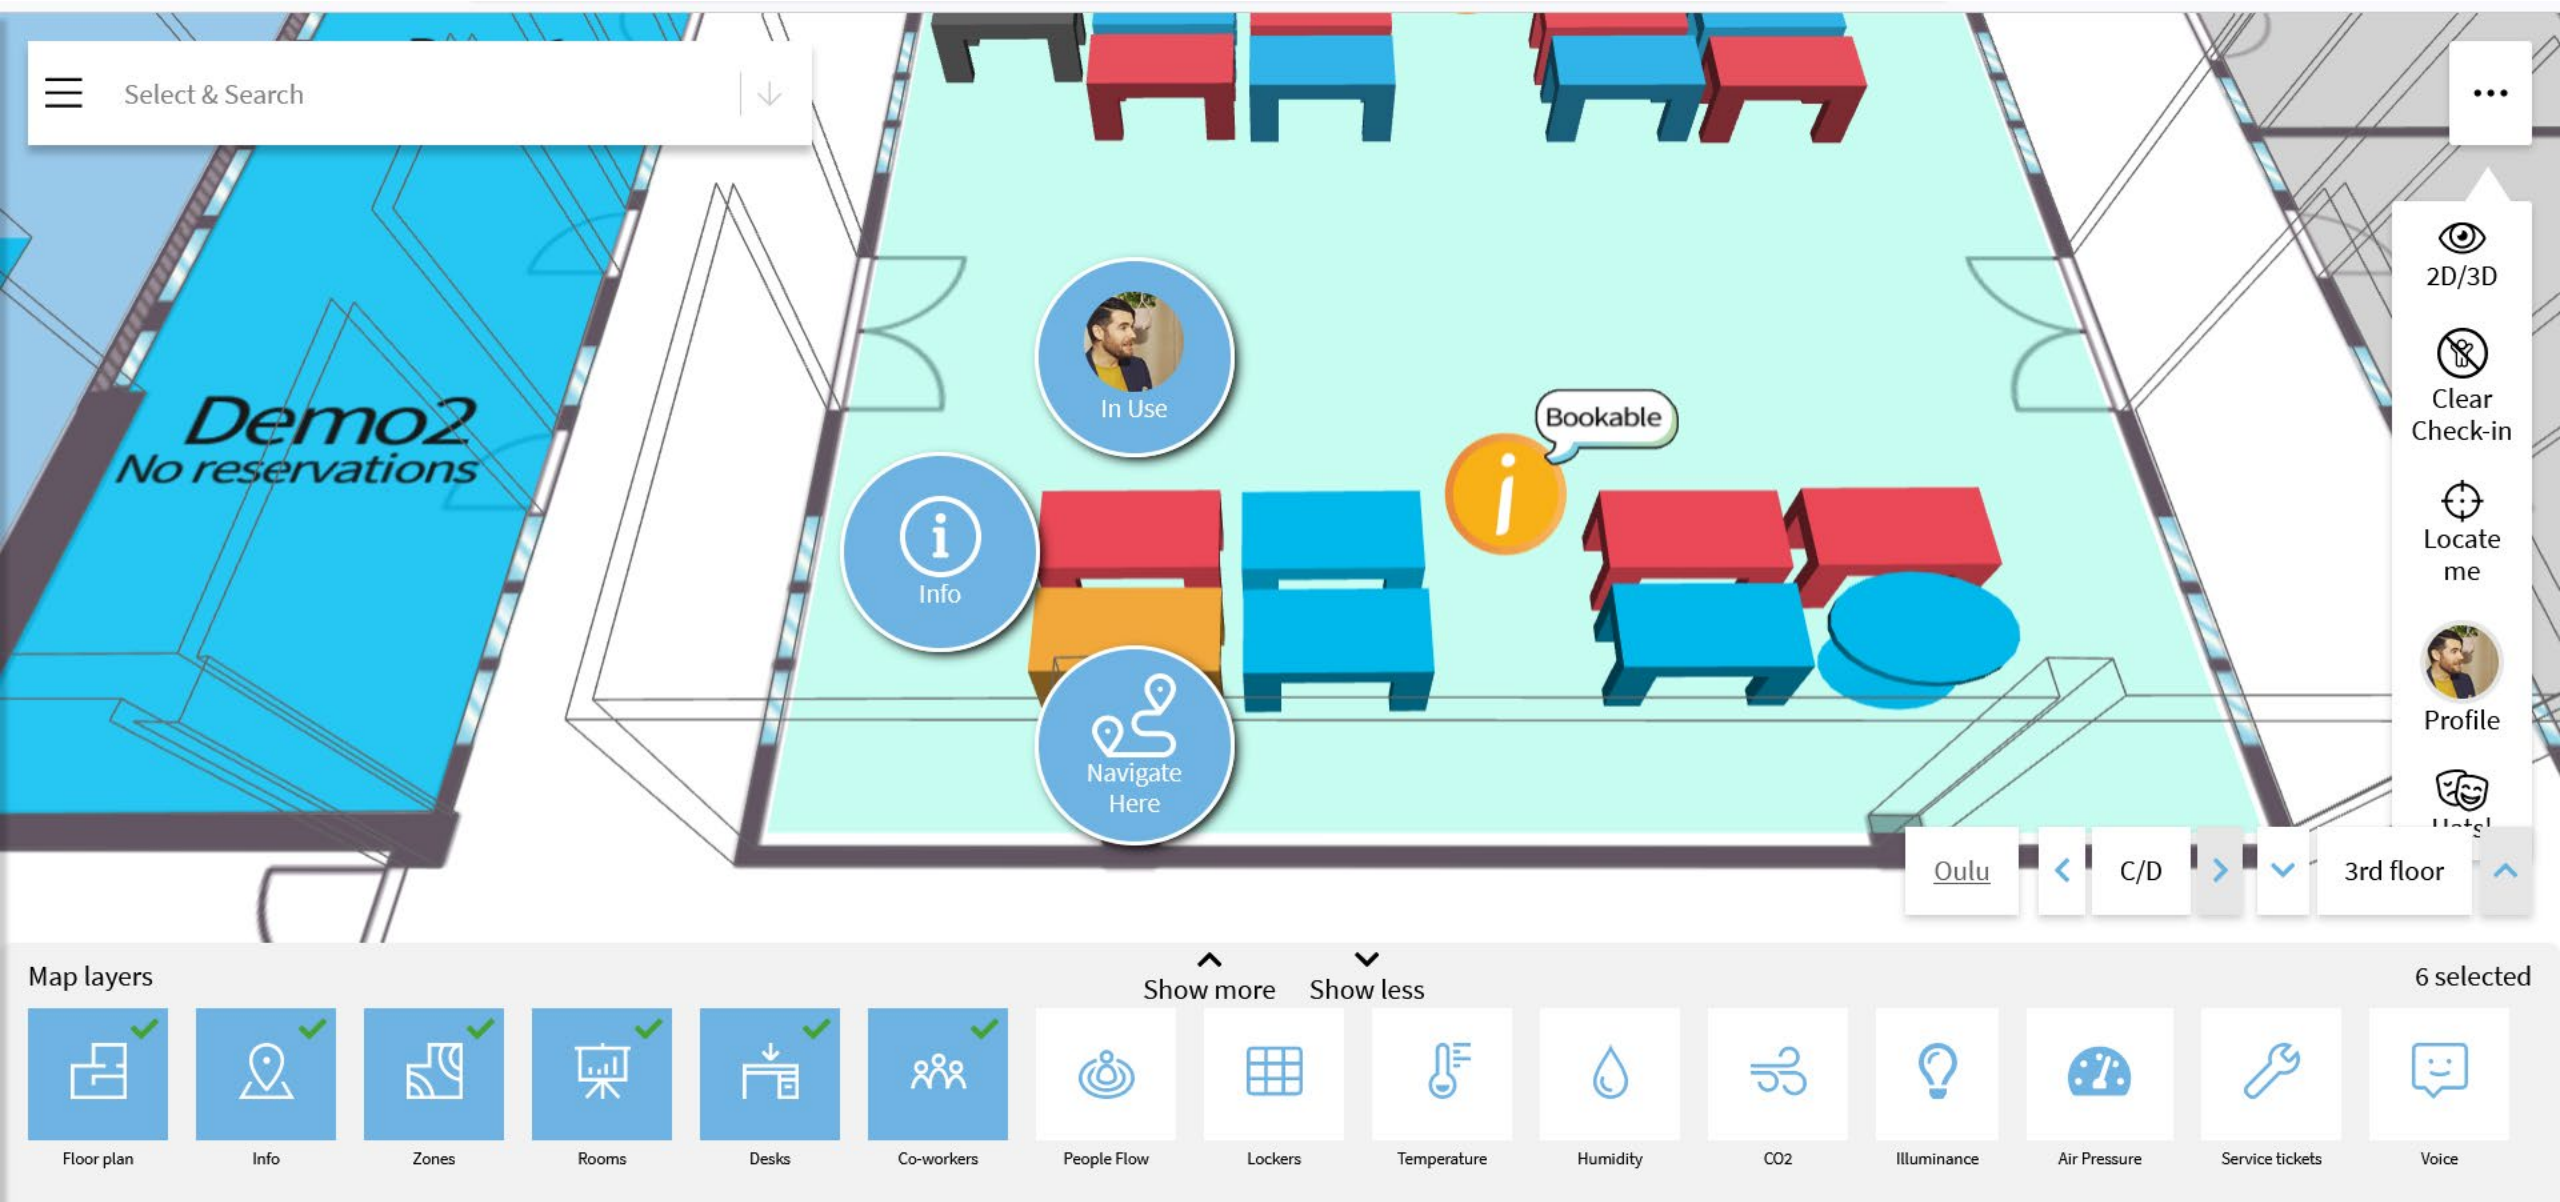 Select & Search
2D/3D
Clear
Check-in
Locate
me
Profile
Demo2
No reservations
In Use
Bookable
Info
Navigate
Here
Oulu
C/D
3rd floor
Map layers
Show more
Show less
6 selected
Floor plan
Info
Zones
Rooms
Desks
Co-workers
People Flow
Lockers
Temperature
Humidity
CO2
Illuminance
Air Pressure
Service tickets
Voice